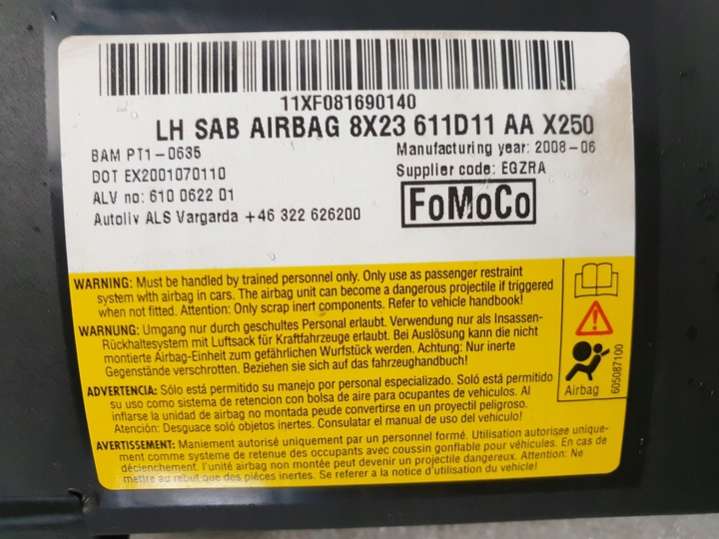 11XF081690140
LH SAB AIRBAG 8X23 611D11 AA X250
BAM PT1-0635
Manufacturing year: 2008-06
DOT EX2001070110
Supplier code: EGZRA
ALV no: 610 0622 01
Autoliv ALS Vargarda +46 322 626200
FoMoCo
WARNING: Must be handled by trained personnel only. Only use as passenger restraint
system with airbag in cars. The airbag unit can become a dangerous projectile if triggered
when not fitted. Attention: Only scrap inert components. Refer to vehicle handbook!
WARNUNG: Umgang nur durch geschultes Personal erlaubt. Verwendung nur als Insassen-
Rückhaltesystem mit Luftsack für Kraftfahrzeuge erlaubt. Bei Auslösung kann die nicht
montierte Airbag-Einheit zum gefährlichen Wurfstück werden. Achtung: Nur inerte
Gegenstände verschrotten. Beziehen sie sich auf das fahrzeughandbuch!
ADVERTENCIA: Sólo está permitido su manejo por personal especializado. Soló está permitido
su uso como sistema de retencion con bolsa de aire para ocupantes de vehículos. Al
inflarse la unidad de airbag no montada peude convertirse en un proyectil peligroso.
Atención: Desguace soló objetos inertes. Consulatar el manual de uso del vehículo!
AVERTISSEMENT: Maniement autorisé uniquement par un personnel formé. Utilisation autorisee unique-
ment comme systeme de retenue des occupants avec coussin gonflable pour véhicules. En cas de
déclenchement, l'unité airbag non montée peut devenir un projectile dangereux. Attention: Ne
mettre au rebut que des pièces inertes. Se referer a la notice d'utilisation du vehicule!
Airbag
605087100